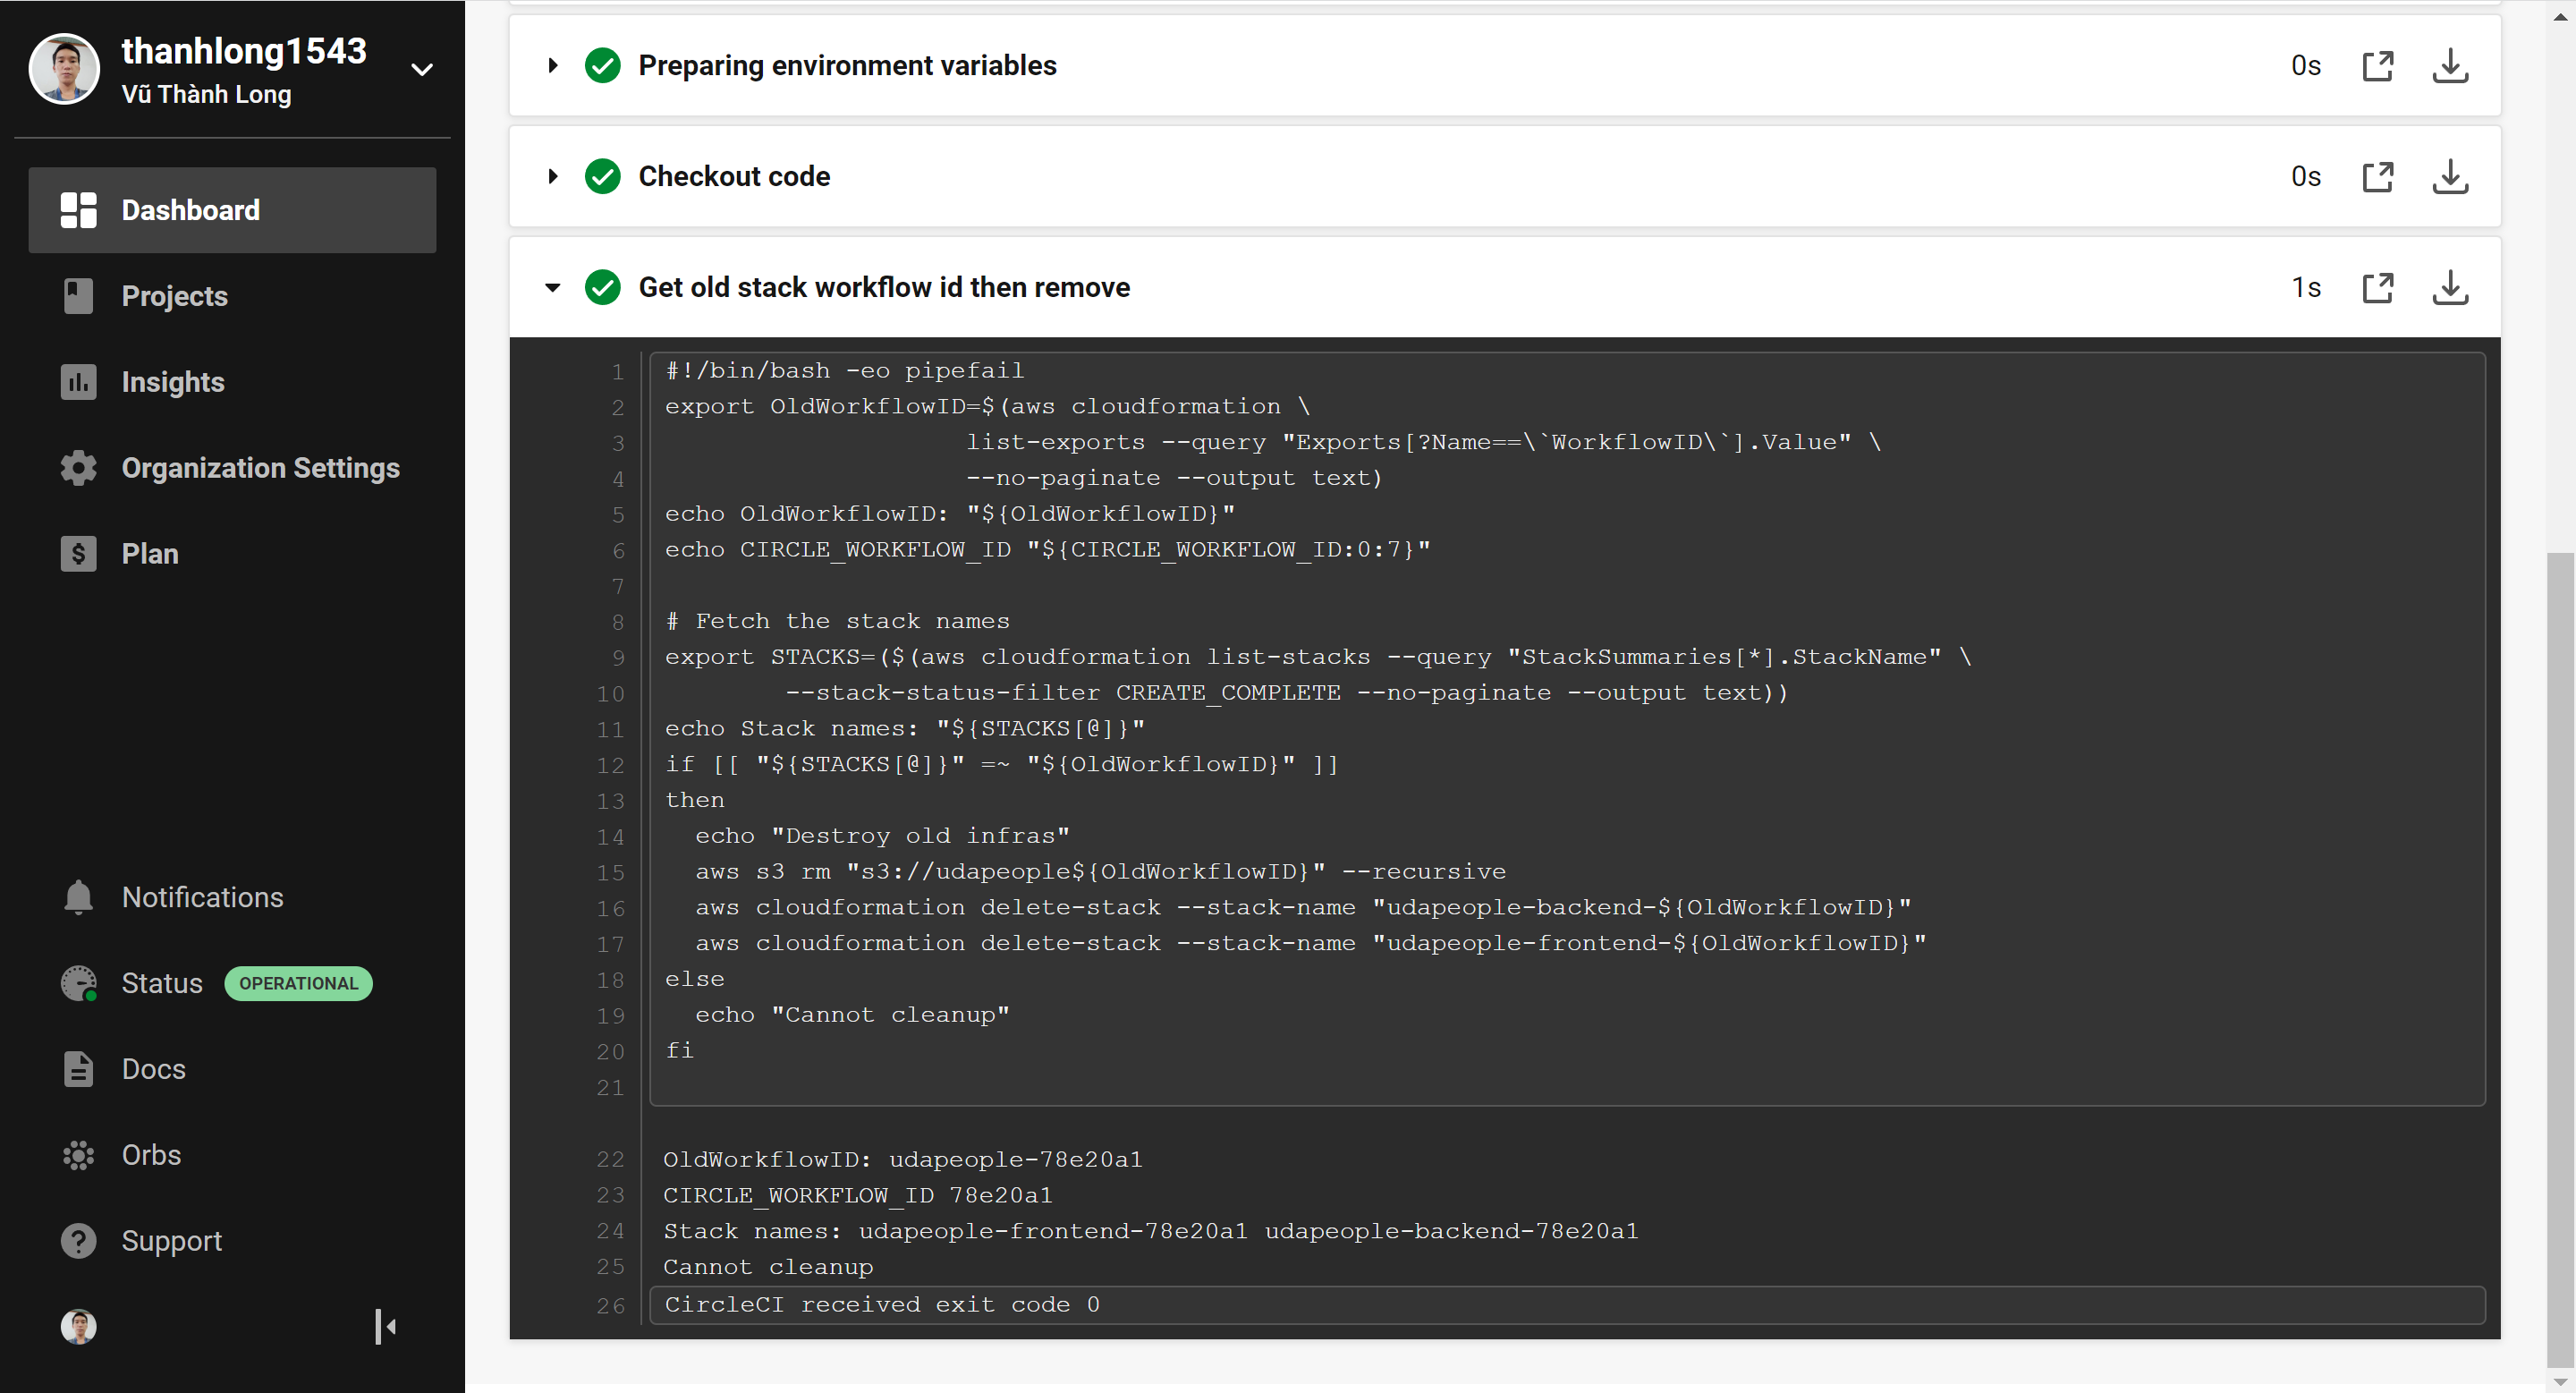 thanhlong1543
Vũ Thành Long
Dashboard
Projects
Insights
Organization Settings
Plan
Notifications
Status OPERATIONAL
Docs
Orbs
Support
Preparing environment variables 0s
Checkout code 0s
Get old stack workflow id then remove 1s
1 #!/bin/bash -eo pipefail
2 export OldWorkflowID=$(aws cloudformation \
3 list-exports --query "Exports[?Name==\`WorkflowID\`].Value" \
4 --no-paginate --output text)
5 echo OldWorkflowID: "${OldWorkflowID}"
6 echo CIRCLE_WORKFLOW_ID "${CIRCLE_WORKFLOW_ID:0:7}"
7
8 # Fetch the stack names
9 export STACKS=($(aws cloudformation list-stacks --query "StackSummaries[*].StackName" \
10 --stack-status-filter CREATE_COMPLETE --no-paginate --output text))
11 echo Stack names: "${STACKS[@]}"
12 if [[ "${STACKS[@]}" =~ "${OldWorkflowID}" ]]
13 then
14 echo "Destroy old infras"
15 aws s3 rm "s3://udapeople${OldWorkflowID}" --recursive
16 aws cloudformation delete-stack --stack-name "udapeople-backend-${OldWorkflowID}"
17 aws cloudformation delete-stack --stack-name "udapeople-frontend-${OldWorkflowID}"
18 else
19 echo "Cannot cleanup"
20 fi
21
22 OldWorkflowID: udapeople-78e20a1
23 CIRCLE_WORKFLOW_ID 78e20a1
24 Stack names: udapeople-frontend-78e20a1 udapeople-backend-78e20a1
25 Cannot cleanup
26 CircleCI received exit code 0